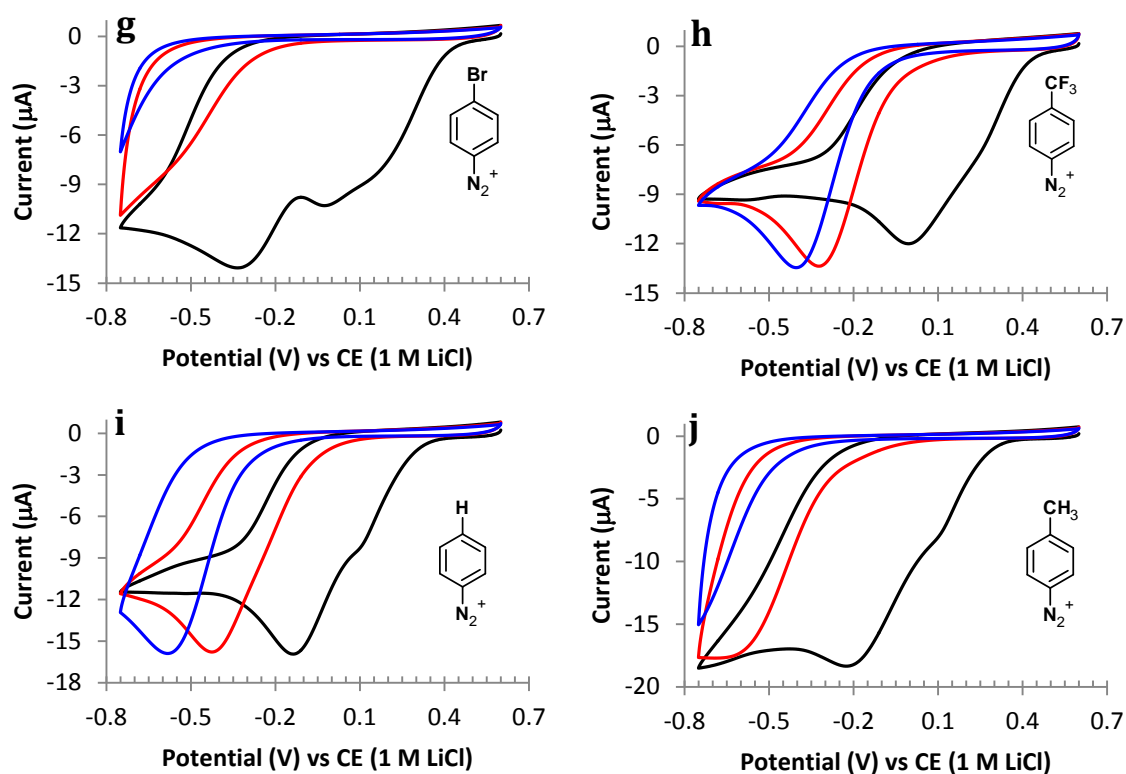 g
0
-3
-6
-9
-12
-15
Current (µA)
Br
N2+
-0.8 -0.5 -0.2 0.1 0.4 0.7
Potential (V) vs CE (1 M LiCl)
h
0
-3
-6
-9
-12
-15
Current (µA)
CF3
N2+
-0.8 -0.5 -0.2 0.1 0.4 0.7
Potential (V) vs CE (1 M LiCl)
i
0
-3
-6
-9
-12
-15
-18
Current (µA)
H
N2+
-0.8 -0.5 -0.2 0.1 0.4 0.7
Potential (V) vs CE (1 M LiCl)
j
0
-5
-10
-15
-20
Current (µA)
CH3
N2+
-0.8 -0.5 -0.2 0.1 0.4 0.7
Potential (V) vs CE (1 M LiCl)